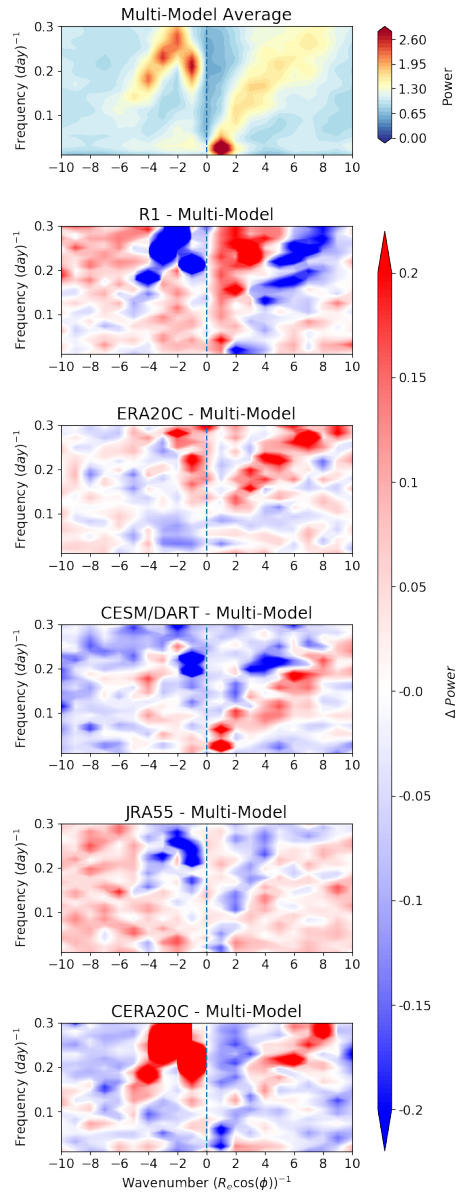 Multi-Model Average
Frequency (day)⁻¹
0.3
0.2
0.1
−10 −8 −6 −4 −2 0 2 4 6 8 10
2.60
1.95
1.30
0.65
0.00
Power
R1 - Multi-Model
Frequency (day)⁻¹
0.3
0.2
0.1
−10 −8 −6 −4 −2 0 2 4 6 8 10
ERA20C - Multi-Model
Frequency (day)⁻¹
0.3
0.2
0.1
−10 −8 −6 −4 −2 0 2 4 6 8 10
CESM/DART - Multi-Model
Frequency (day)⁻¹
0.3
0.2
0.1
−10 −8 −6 −4 −2 0 2 4 6 8 10
JRA55 - Multi-Model
Frequency (day)⁻¹
0.3
0.2
0.1
−10 −8 −6 −4 −2 0 2 4 6 8 10
CERA20C - Multi-Model
Frequency (day)⁻¹
0.3
0.2
0.1
−10 −8 −6 −4 −2 0 2 4 6 8 10
Wavenumber (Rₑcos(ϕ))⁻¹
0.2
0.15
0.1
0.05
-0.0
-0.05
-0.1
-0.15
-0.2
Δ Power